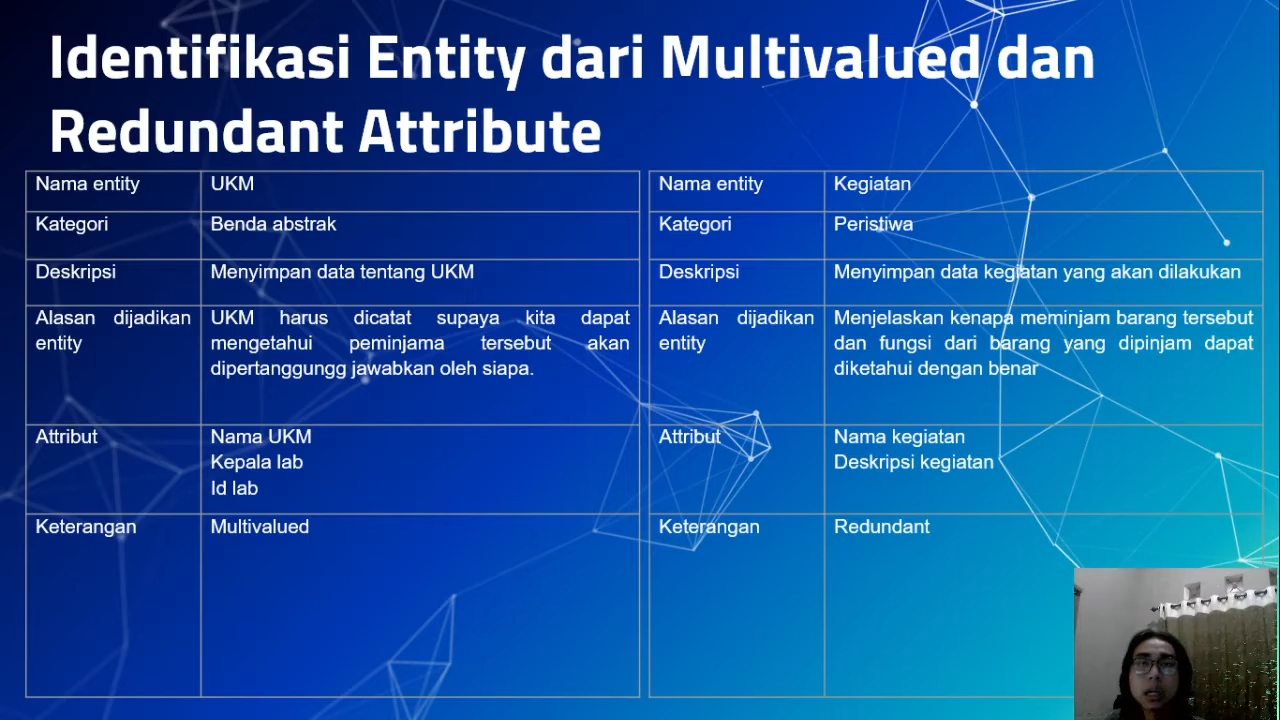 Identifikasi Entity dari Multivalued dan
Redundant Attribute
Nama entity UKM
Kategori Benda abstrak
Deskripsi Menyimpan data tentang UKM
Alasan dijadikan entity UKM harus dicatat supaya kita dapat
mengetahui peminjama tersebut akan
dipertanggungg jawabkan oleh siapa.
Attribut Nama UKM
Kepala lab
Id lab
Keterangan Multivalued
Nama entity Kegiatan
Kategori Peristiwa
Deskripsi Menyimpan data kegiatan yang akan dilakukan
Alasan dijadikan entity Menjelaskan kenapa meminjam barang tersebut
dan fungsi dari barang yang dipinjam dapat
diketahui dengan benar
Attribut Nama kegiatan
Deskripsi kegiatan
Keterangan Redundant